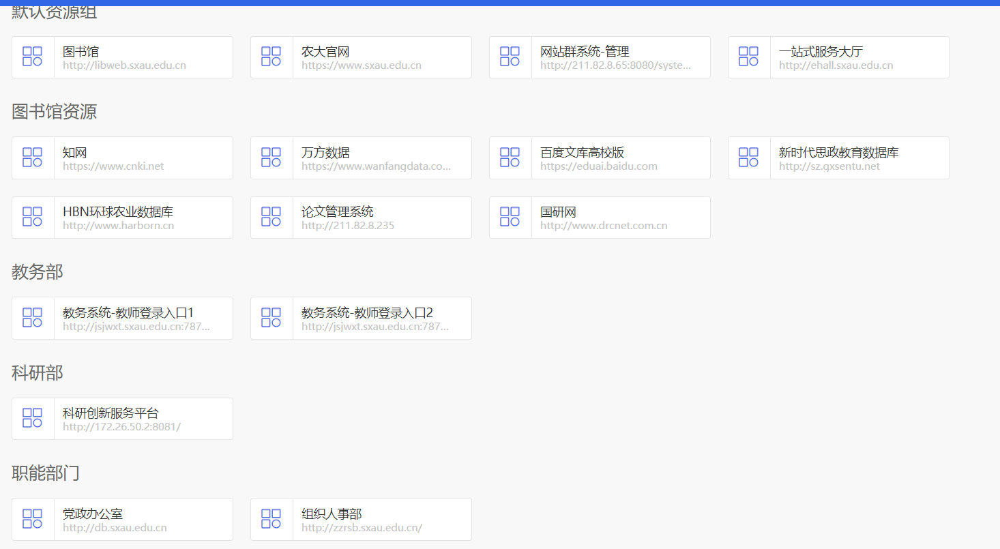 默认资源组
图书馆
http://libweb.sxau.edu.cn
农大官网
https://www.sxau.edu.cn
网站群系统-管理
http://211.82.8.65:8080/syste...
一站式服务大厅
http://ehall.sxau.edu.cn
图书馆资源
知网
https://www.cnki.net
万方数据
https://www.wanfangdata.co...
百度文库高校版
https://eduai.baidu.com
新时代思政教育数据库
http://sz.gxsentu.net
HBN环球农业数据库
http://www.harborn.cn
论文管理系统
http://211.82.8.235
国研网
http://www.drcnet.com.cn
教务部
教务系统-教师登录入口1
http://jsjwxt.sxau.edu.cn:787...
教务系统-教师登录入口2
http://jsjwxt.sxau.edu.cn:787...
科研部
科研创新服务平台
http://172.26.50.2:8081/
职能部门
党政办公室
http://db.sxau.edu.cn
组织人事部
http://zzrsb.sxau.edu.cn/